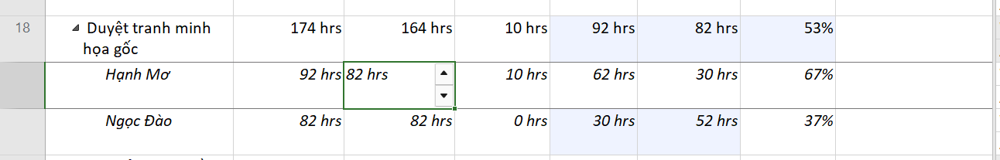 18 Duyệt tranh minh 174 hrs 164 hrs 10 hrs 92 hrs 82 hrs 53%
họa gốc
Hạnh Mơ 92 hrs 82 hrs 10 hrs 62 hrs 30 hrs 67%
Ngọc Đào 82 hrs 82 hrs 0 hrs 30 hrs 52 hrs 37%